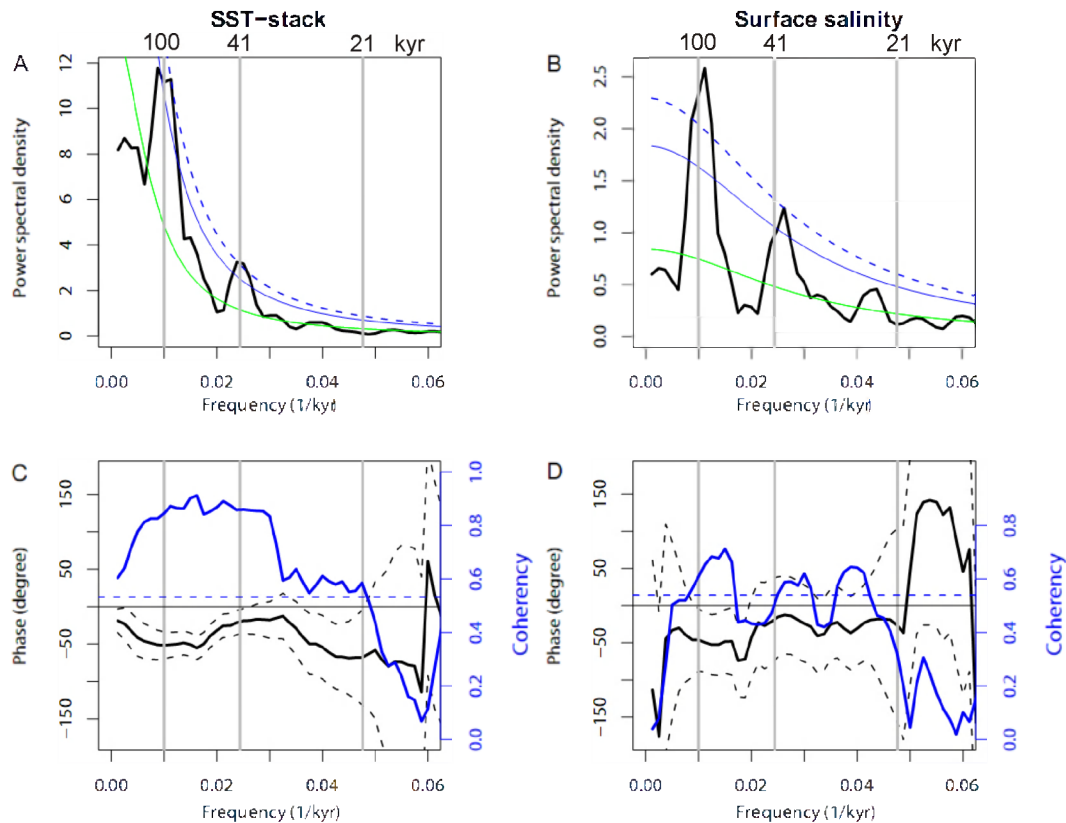 SST−stack
Surface salinity
100 41 21 kyr
100 41 21 kyr
A
Power spectral density
0 2 4 6 8 10 12
0.00 0.02 0.04 0.06
Frequency (1/kyr)
B
Power spectral density
0.0 0.5 1.0 1.5 2.0 2.5
0.00 0.02 0.04 0.06
Frequency (1/kyr)
C
Phase (degree)
−150 −50 50 150
0.0 0.2 0.4 0.6 0.8 1.0
Coherency
0.00 0.02 0.04 0.06
Frequency (1/kyr)
D
Phase (degree)
−150 −50 50 150
0.0 0.2 0.4 0.6 0.8
Coherency
0.00 0.02 0.04 0.06
Frequency (1/kyr)